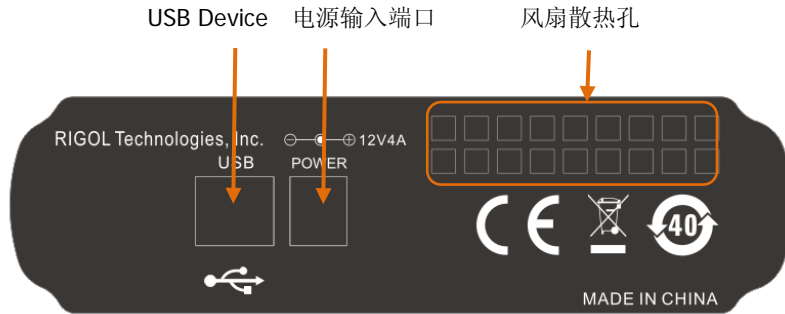 USB Device 电源输入端口 风扇散热孔
RIGOL Technologies, Inc. 12V4A
USB POWER
CE 40
MADE IN CHINA